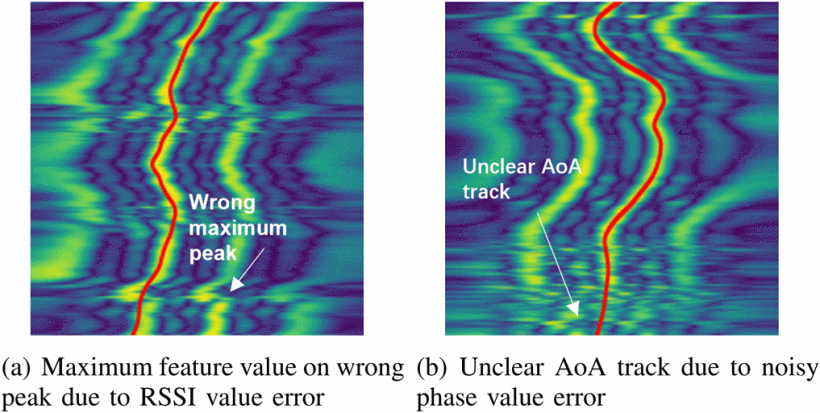 Wrong
maximum
peak
Unclear AoA
track
(a) Maximum feature value on wrong
peak due to RSSI value error
(b) Unclear AoA track due to noisy
phase value error